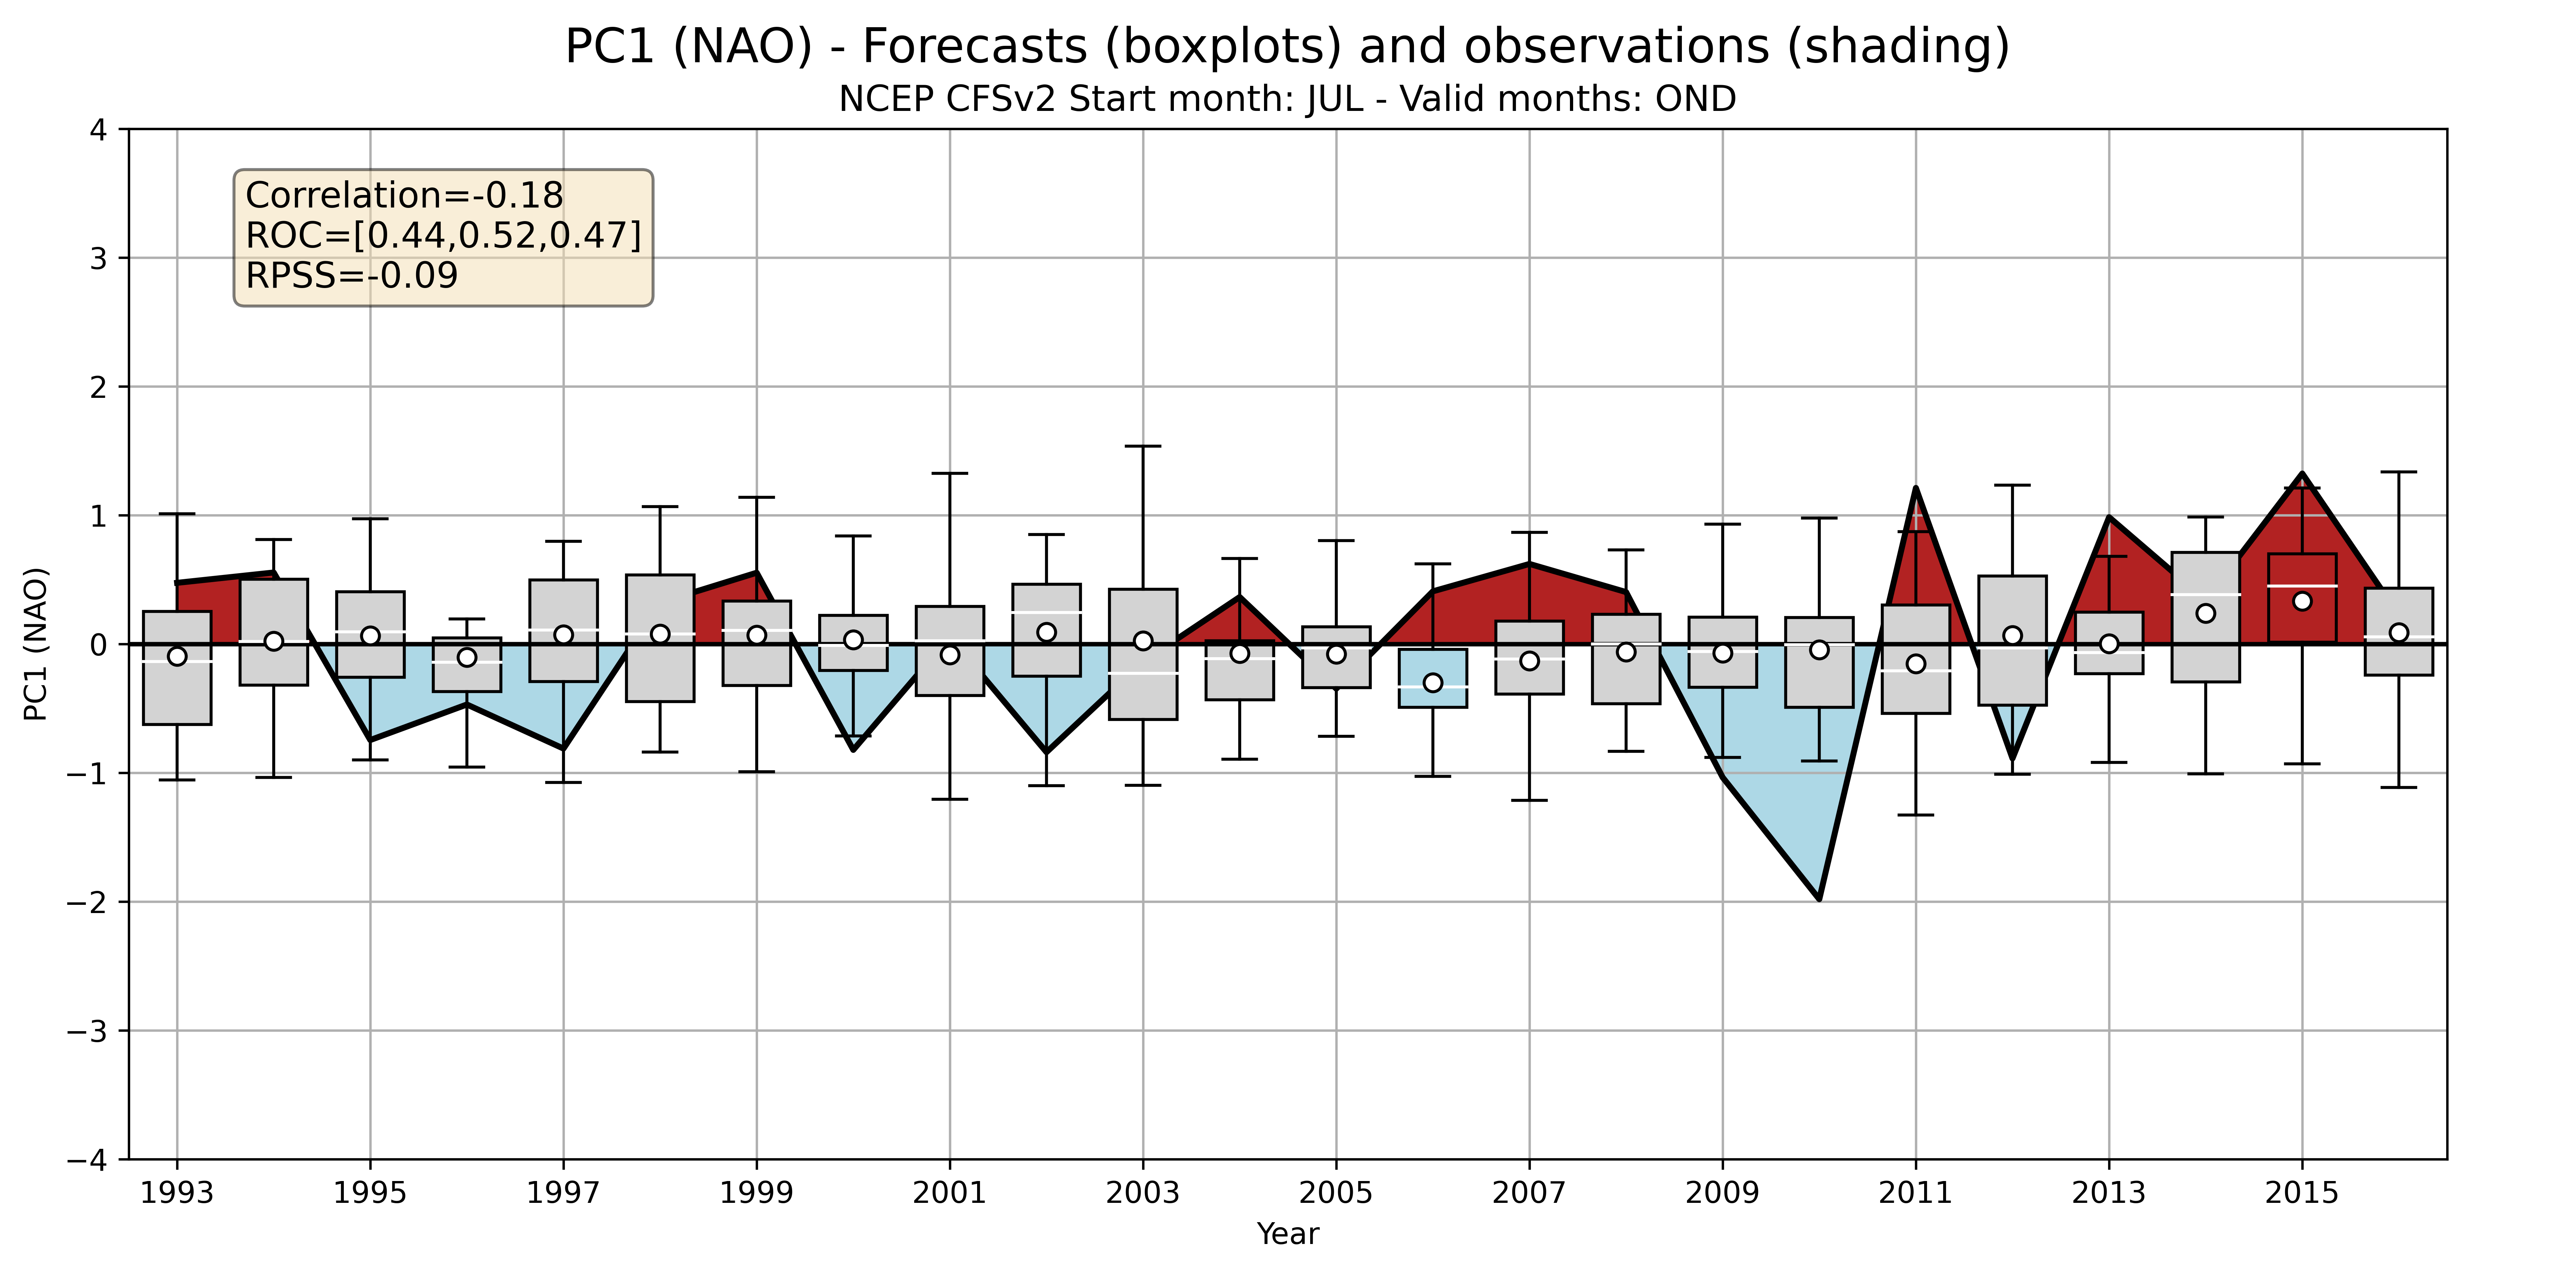 PC1 (NAO) - Forecasts (boxplots) and observations (shading)
NCEP CFSv2 Start month: JUL - Valid months: OND
Correlation=-0.18
ROC=[0.44,0.52,0.47]
RPSS=-0.09
PC1 (NAO)
4
3
2
1
0
−1
−2
−3
−4
1993 1995 1997 1999 2001 2003 2005 2007 2009 2011 2013 2015
Year